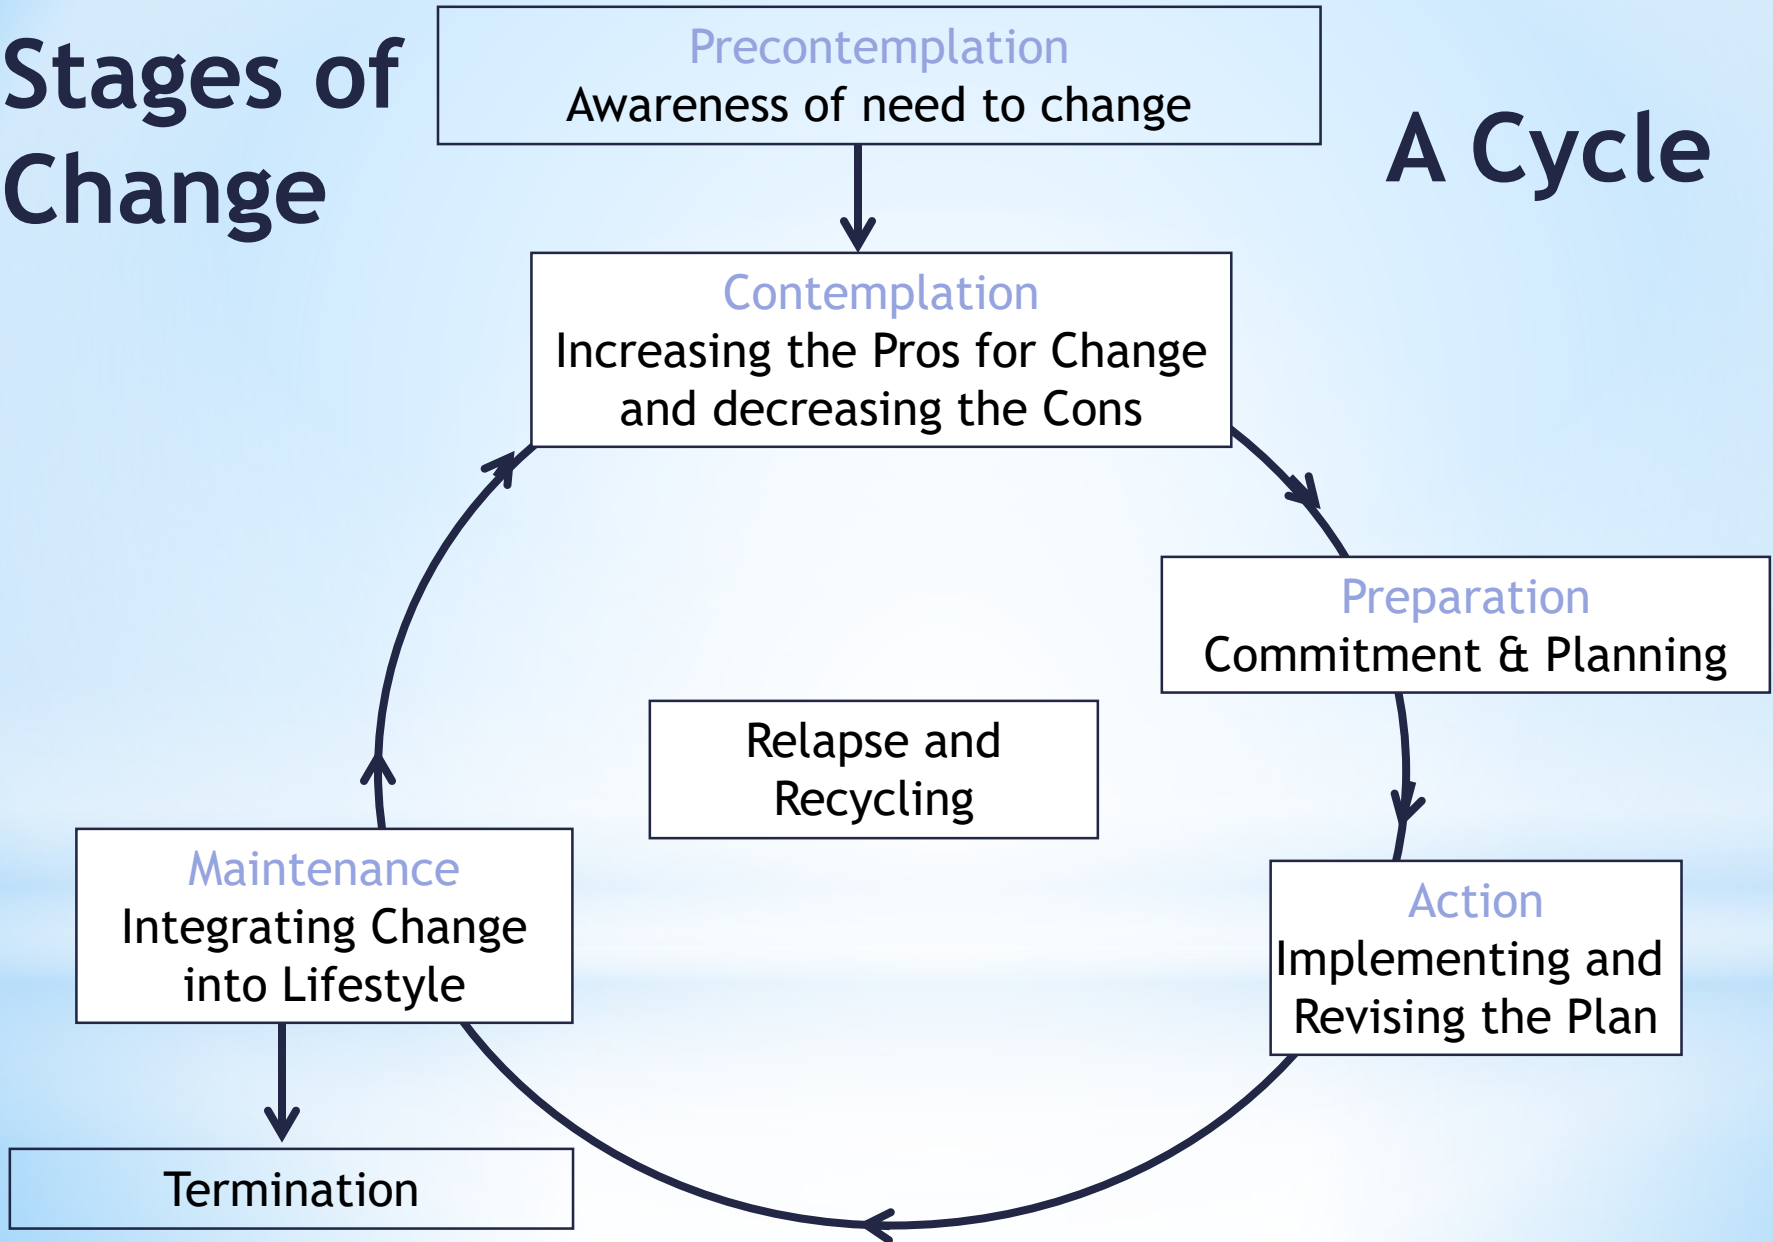 Stages of
Change
A Cycle
Precontemplation
Awareness of need to change
Contemplation
Increasing the Pros for Change
and decreasing the Cons
Preparation
Commitment & Planning
Relapse and
Recycling
Action
Implementing and
Revising the Plan
Maintenance
Integrating Change
into Lifestyle
Termination